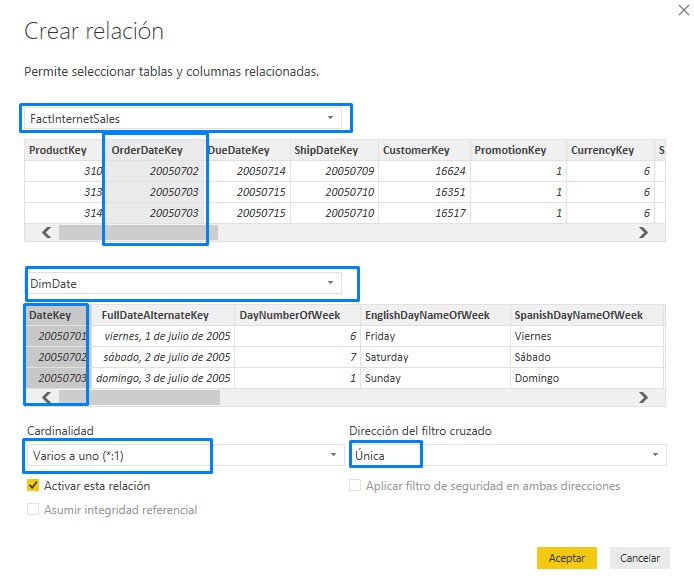 Crear relación
Permite seleccionar tablas y columnas relacionadas.
FactInternetSales
ProductKey OrderDateKey DueDateKey ShipDateKey CustomerKey PromotionKey CurrencyKey S
310 20050702 20050714 20050709 16624 1 6
313 20050703 20050715 20050710 16351 1 6
314 20050703 20050715 20050710 16517 1 6
DimDate
DateKey FullDateAlternateKey DayNumberOfWeek EnglishDayNameOfWeek SpanishDayNameOfWeek
20050701 viernes, 1 de julio de 2005 6 Friday Viernes
20050702 sábado, 2 de julio de 2005 7 Saturday Sábado
20050703 domingo, 3 de julio de 2005 1 Sunday Domingo
Cardinalidad Dirección del filtro cruzado
Varios a uno (*:1) Única
Activar esta relación Aplicar filtro de seguridad en ambas direcciones
Asumir integridad referencial
Aceptar Cancelar